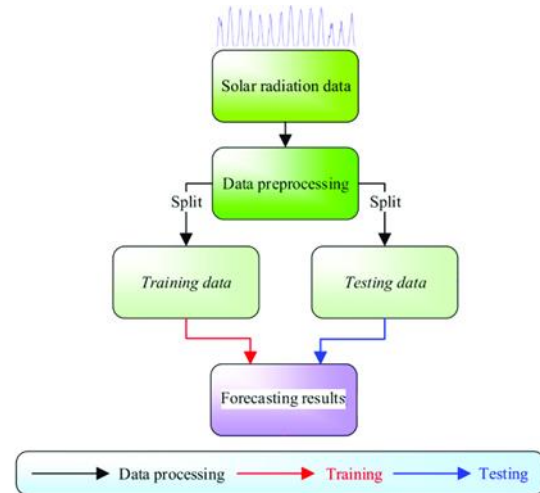 Solar radiation data
Data preprocessing
Split
Split
Training data
Testing data
Forecasting results
Data processing
Training
Testing